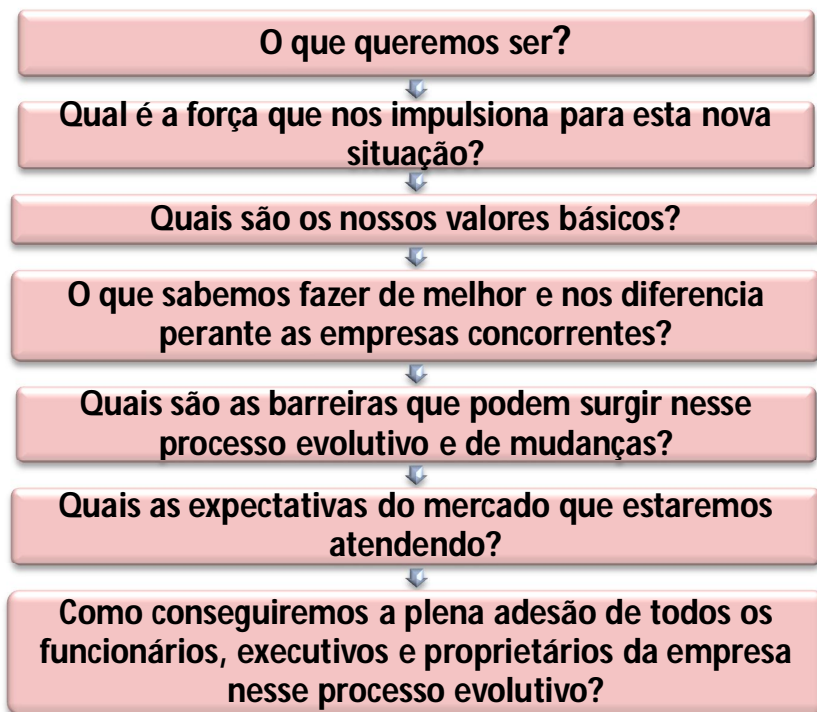 O que queremos ser?
Qual é a força que nos impulsiona para esta nova
situação?
Quais são os nossos valores básicos?
O que sabemos fazer de melhor e nos diferencia
perante as empresas concorrentes?
Quais são as barreiras que podem surgir nesse
processo evolutivo e de mudanças?
Quais as expectativas do mercado que estaremos
atendendo?
Como conseguiremos a plena adesão de todos os
funcionários, executivos e proprietários da empresa
nesse processo evolutivo?